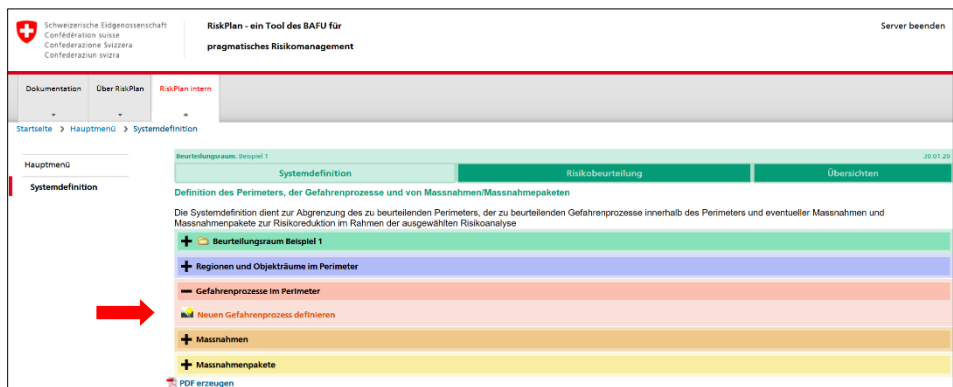 Schweizerische Eidgenossenschaft
Confédération suisse
Confederazione Svizzera
Confederaziun svizra
RiskPlan - ein Tool des BAFU für
pragmatisches Risikomanagement
Server beenden
Dokumentation
Über RiskPlan
RiskPlan intern
Startseite > Hauptmenü > Systemdefinition
Hauptmenü
Systemdefinition
Beurteilungsraum. Beispiel 1
20.01.20
Systemdefinition
Risikobeurteilung
Übersichten
Definition des Perimeters, der Gefahrenprozesse und von Massnahmen/Massnahmepaketen
Die Systemdefinition dient zur Abgrenzung des zu beurteilenden Perimeters, der zu beurteilenden Gefahrenprozesse innerhalb des Perimeters und eventueller Massnahmen und
Massnahmenpakete zur Risikoreduktion im Rahmen der ausgewählten Risikoanalyse
Beurteilungsraum Beispiel 1
Regionen und Objekträume im Perimeter
Gefahrenprozesse im Perimeter
Neuen Gefahrenprozess definieren
Massnahmen
Massnahmenpakete
PDF erzeugen